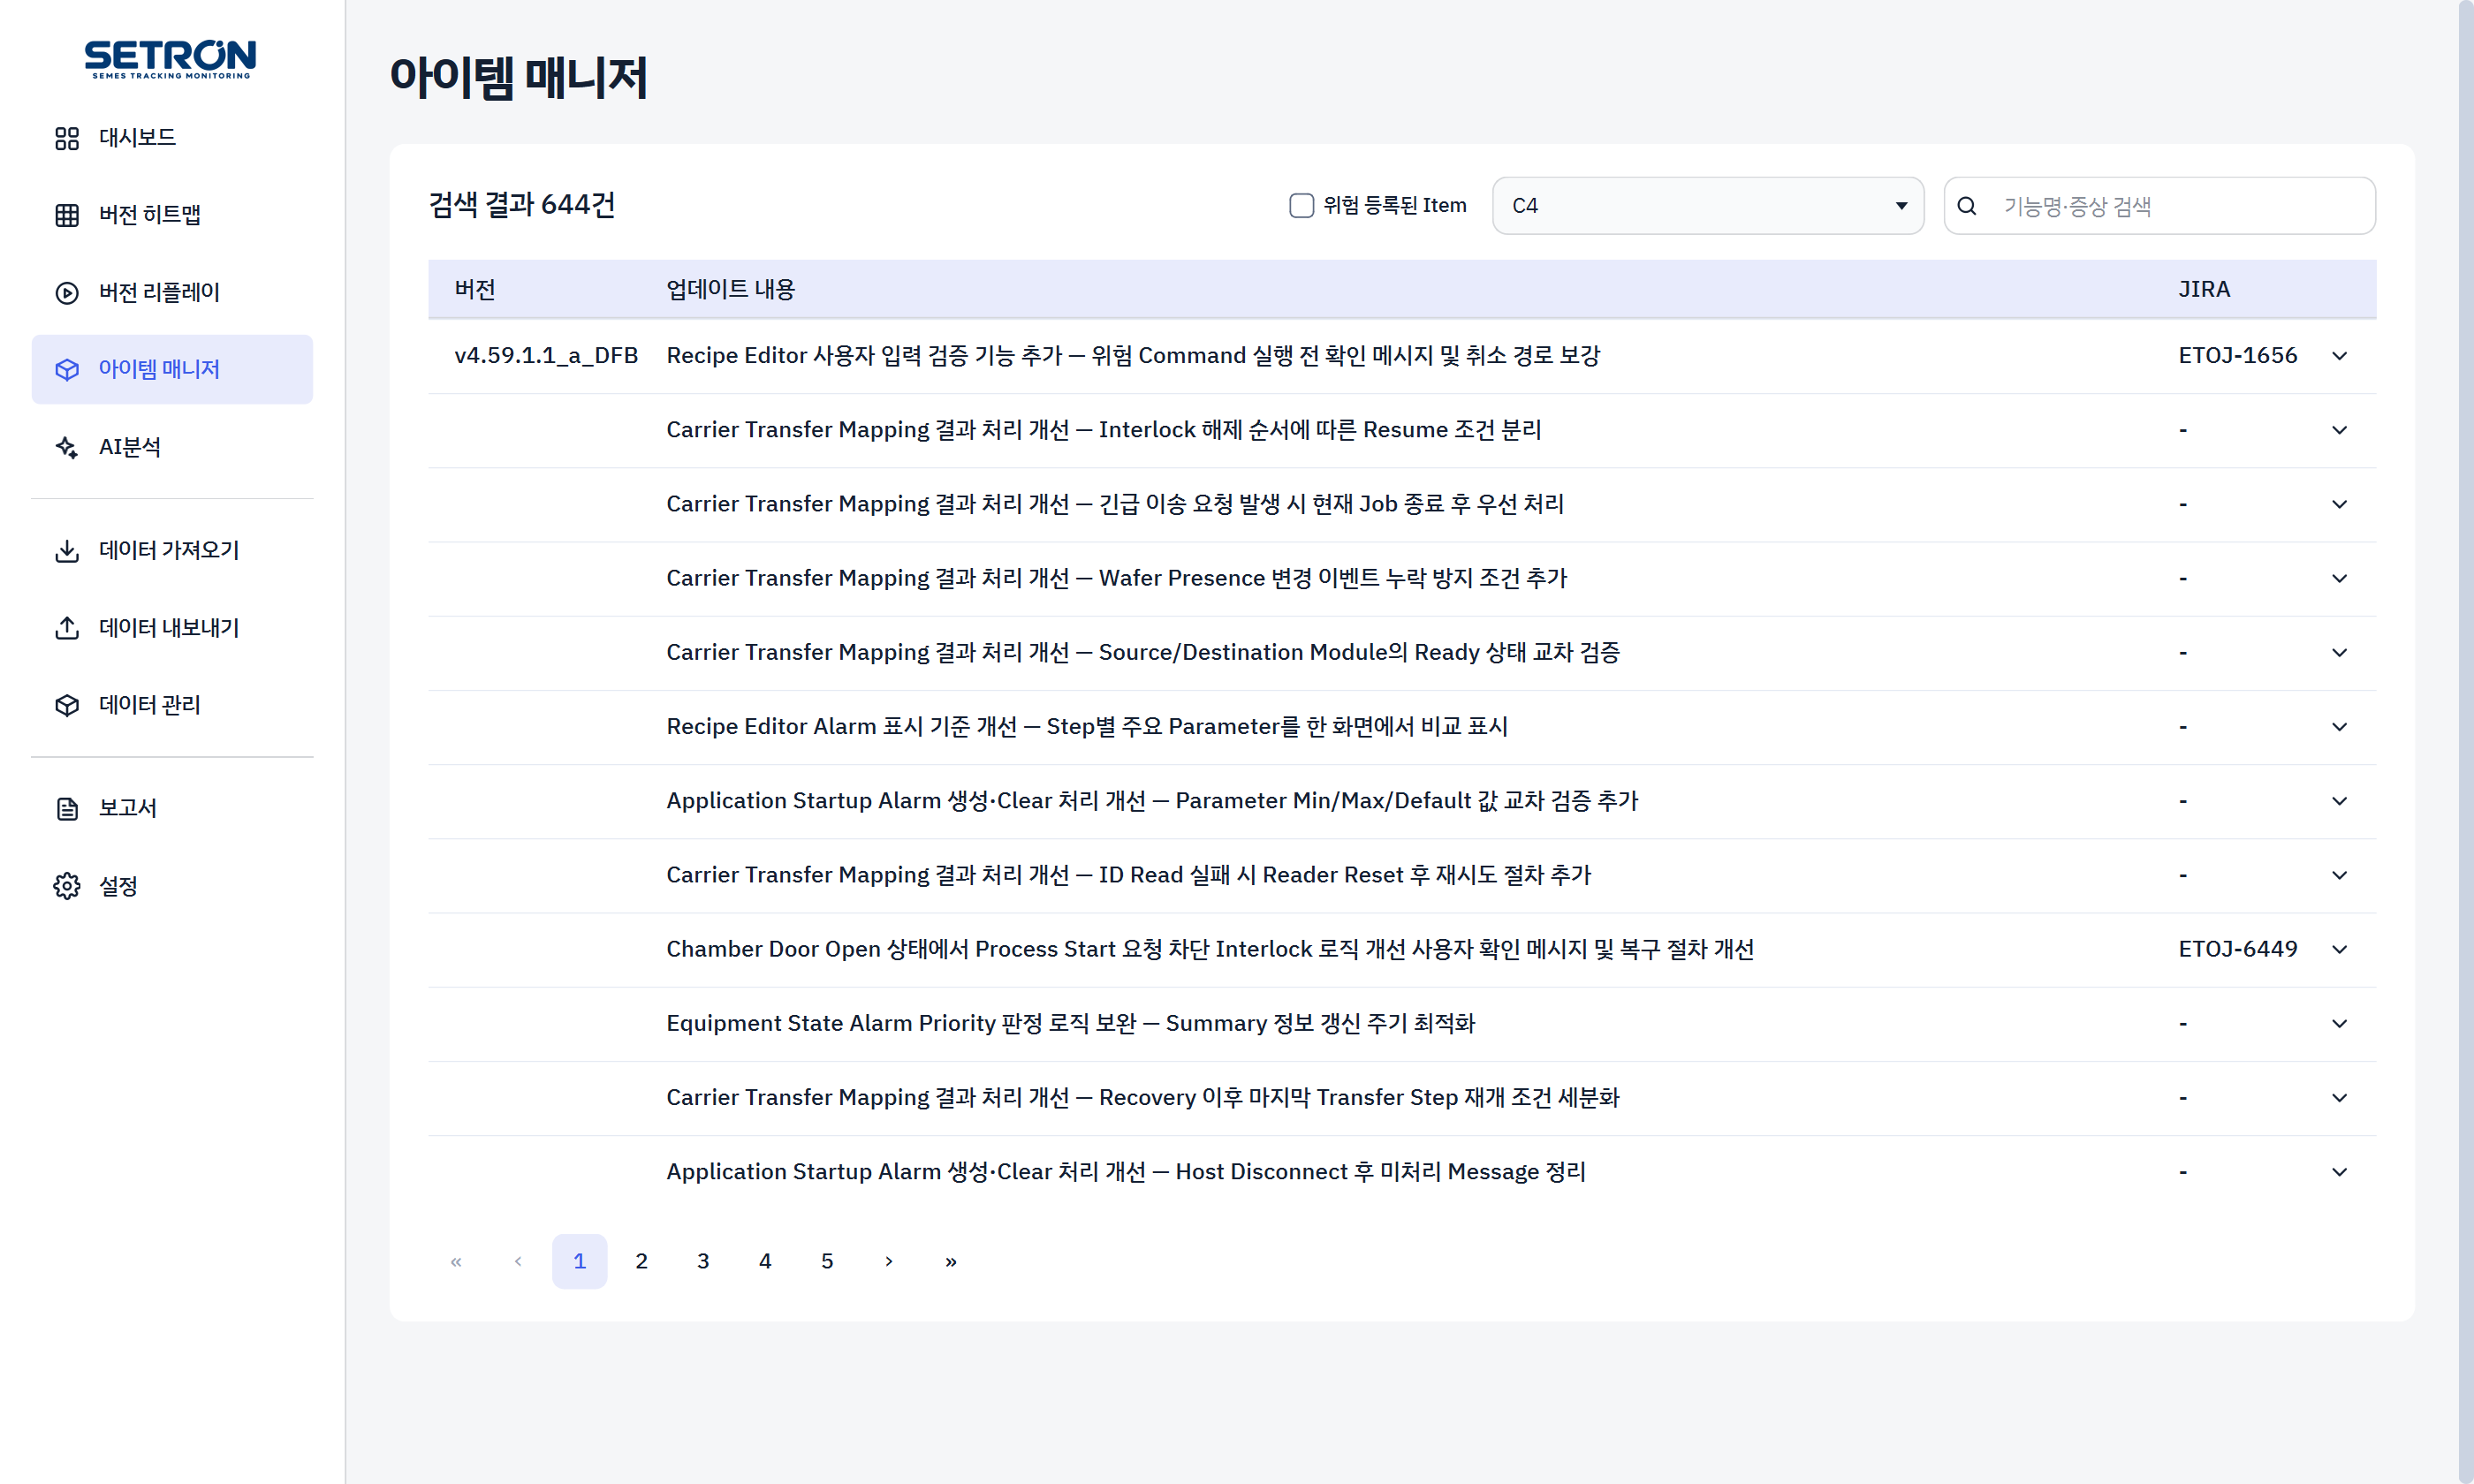 SETRON
SEMES TRACKING MONITORING
대시보드
버전 히트맵
버전 리플레이
아이템 매니저
AI분석
데이터 가져오기
데이터 내보내기
데이터 관리
보고서
설정
아이템 매니저
검색 결과 644건
위험 등록된 Item
C4
기능명·증상 검색
버전 업데이트 내용 JIRA
v4.59.1.1_a_DFB Recipe Editor 사용자 입력 검증 기능 추가 — 위험 Command 실행 전 확인 메시지 및 취소 경로 보강 ETOJ-1656
Carrier Transfer Mapping 결과 처리 개선 — Interlock 해제 순서에 따른 Resume 조건 분리 -
Carrier Transfer Mapping 결과 처리 개선 — 긴급 이송 요청 발생 시 현재 Job 종료 후 우선 처리 -
Carrier Transfer Mapping 결과 처리 개선 — Wafer Presence 변경 이벤트 누락 방지 조건 추가 -
Carrier Transfer Mapping 결과 처리 개선 — Source/Destination Module의 Ready 상태 교차 검증 -
Recipe Editor Alarm 표시 기준 개선 — Step별 주요 Parameter를 한 화면에서 비교 표시 -
Application Startup Alarm 생성·Clear 처리 개선 — Parameter Min/Max/Default 값 교차 검증 추가 -
Carrier Transfer Mapping 결과 처리 개선 — ID Read 실패 시 Reader Reset 후 재시도 절차 추가 -
Chamber Door Open 상태에서 Process Start 요청 차단 Interlock 로직 개선 사용자 확인 메시지 및 복구 절차 개선 ETOJ-6449
Equipment State Alarm Priority 판정 로직 보완 — Summary 정보 갱신 주기 최적화 -
Carrier Transfer Mapping 결과 처리 개선 — Recovery 이후 마지막 Transfer Step 재개 조건 세분화 -
Application Startup Alarm 생성·Clear 처리 개선 — Host Disconnect 후 미처리 Message 정리 -
« ‹ 1 2 3 4 5 › »